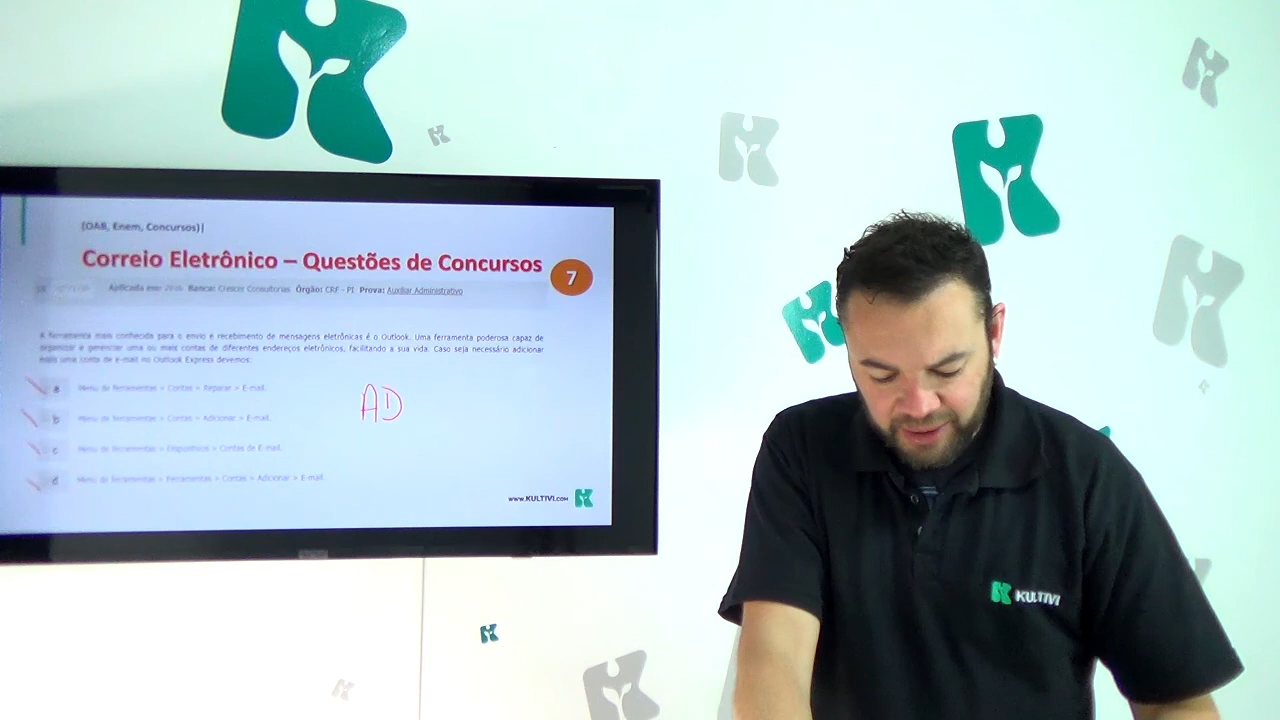 [OAB, Enem, Concursos]|
Correio Eletrônico – Questões de Concursos
7
Aplicada em: 2016 Banca: Crescer Consultorias Órgão: CRF - PI Prova: Auxiliar Administrativo
A ferramenta mais conhecida para o envio e recebimento de mensagens eletrônicas é o Outlook. Uma ferramenta poderosa capaz de
organizar e gerenciar uma ou mais contas de diferentes endereços eletrônicos, facilitando a sua vida. Caso seja necessário adicionar
mais uma conta de e-mail no Outlook Express devemos:
a Menu de ferramentas > Contas > Reparar > E-mail.
b Menu de ferramentas > Contas > Adicionar > E-mail.
c Menu de ferramentas > Dispositivos > Contas de E-mail.
d Menu de ferramentas > Ferramentas > Contas > Adicionar > E-mail.
AD
www.KULTIVI.com
KULTIVI